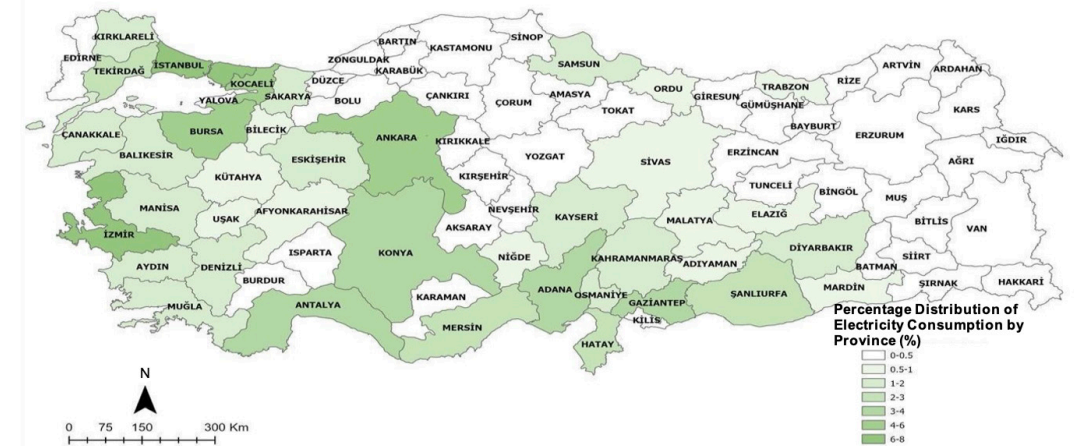 KIRKLARELİ
EDİRNE
TEKİRDAĞ
İSTANBUL
KOCAELİ
YALOVA
SAKARYA
DÜZCE
ZONGULDAK
BARTIN
KARABÜK
KASTAMONU
SİNOP
SAMSUN
ORDU
GİRESUN
TRABZON
GÜMÜŞHANE
RİZE
ARTVİN
ARDAHAN
KARS
BAYBURT
ERZURUM
IĞDIR
AĞRI
BOLU
ÇANKIRI
ÇORUM
AMASYA
TOKAT
ÇANAKKALE
BURSA
BİLECİK
BALIKESİR
ESKİŞEHİR
ANKARA
KIRIKKALE
YOZGAT
SİVAS
ERZİNCAN
KÜTAHYA
KIRŞEHİR
TUNCELİ
BİNGÖL
MUŞ
BİTLİS
VAN
MANİSA
UŞAK
AFYONKARAHİSAR
NEVŞEHİR
KAYSERİ
MALATYA
ELAZIĞ
İZMİR
AKSARAY
DİYARBAKIR
ISPARTA
KONYA
NİĞDE
KAHRAMANMARAŞ
ADIYAMAN
BATMAN
SİİRT
AYDIN
DENİZLİ
BURDUR
ŞIRNAK
HAKKARİ
MUĞLA
ANTALYA
KARAMAN
ADANA
OSMANİYE
GAZİANTEP
ŞANLIURFA
MARDİN
MERSİN
KİLİS
HATAY
Percentage Distribution of
Electricity Consumption by
Province (%)
0-0.5
0.5-1
1-2
2-3
3-4
4-6
6-8
N
0 75 150 300 Km